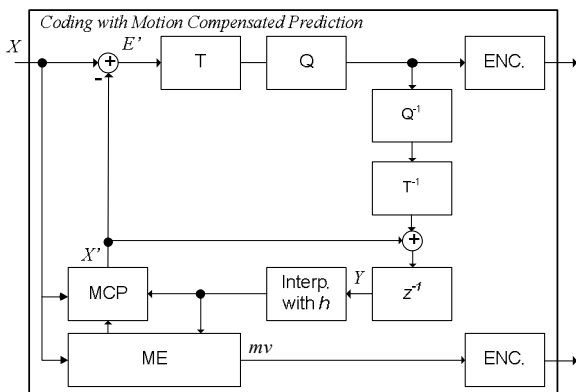 Coding with Motion Compensated Prediction
X
E'
-
+
T
Q
ENC.
Q-1
T-1
+
X'
MCP
Interp.
with h
Y
z-1
ME
mv
ENC.